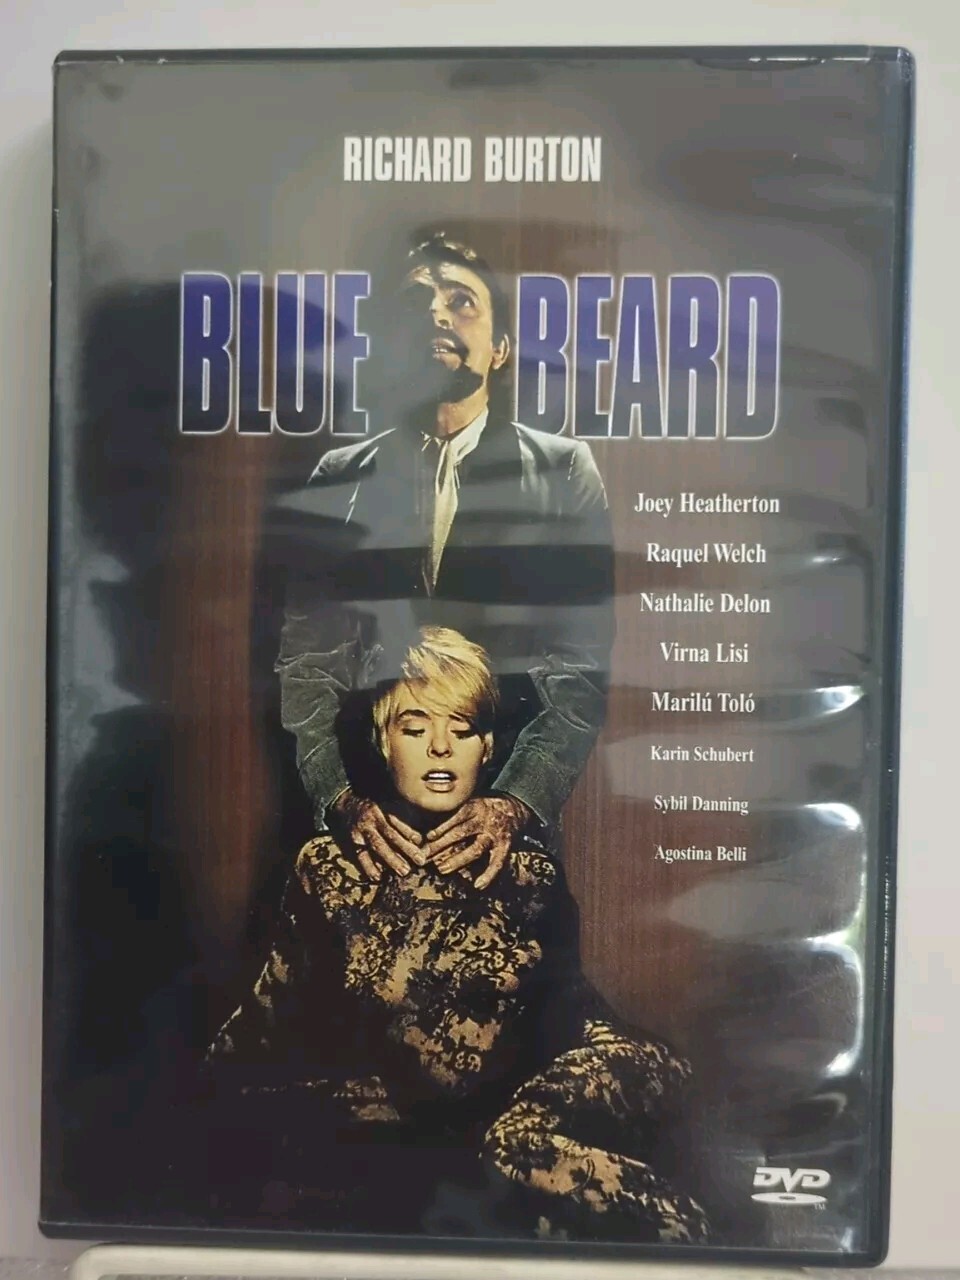 RICHARD BURTON
BLUE BEARD
Joey Heatherton
Raquel Welch
Nathalie Delon
Virna Lisi
Marilú Toló
Karin Schubert
Sybil Danning
Agostina Belli
DVD
TM